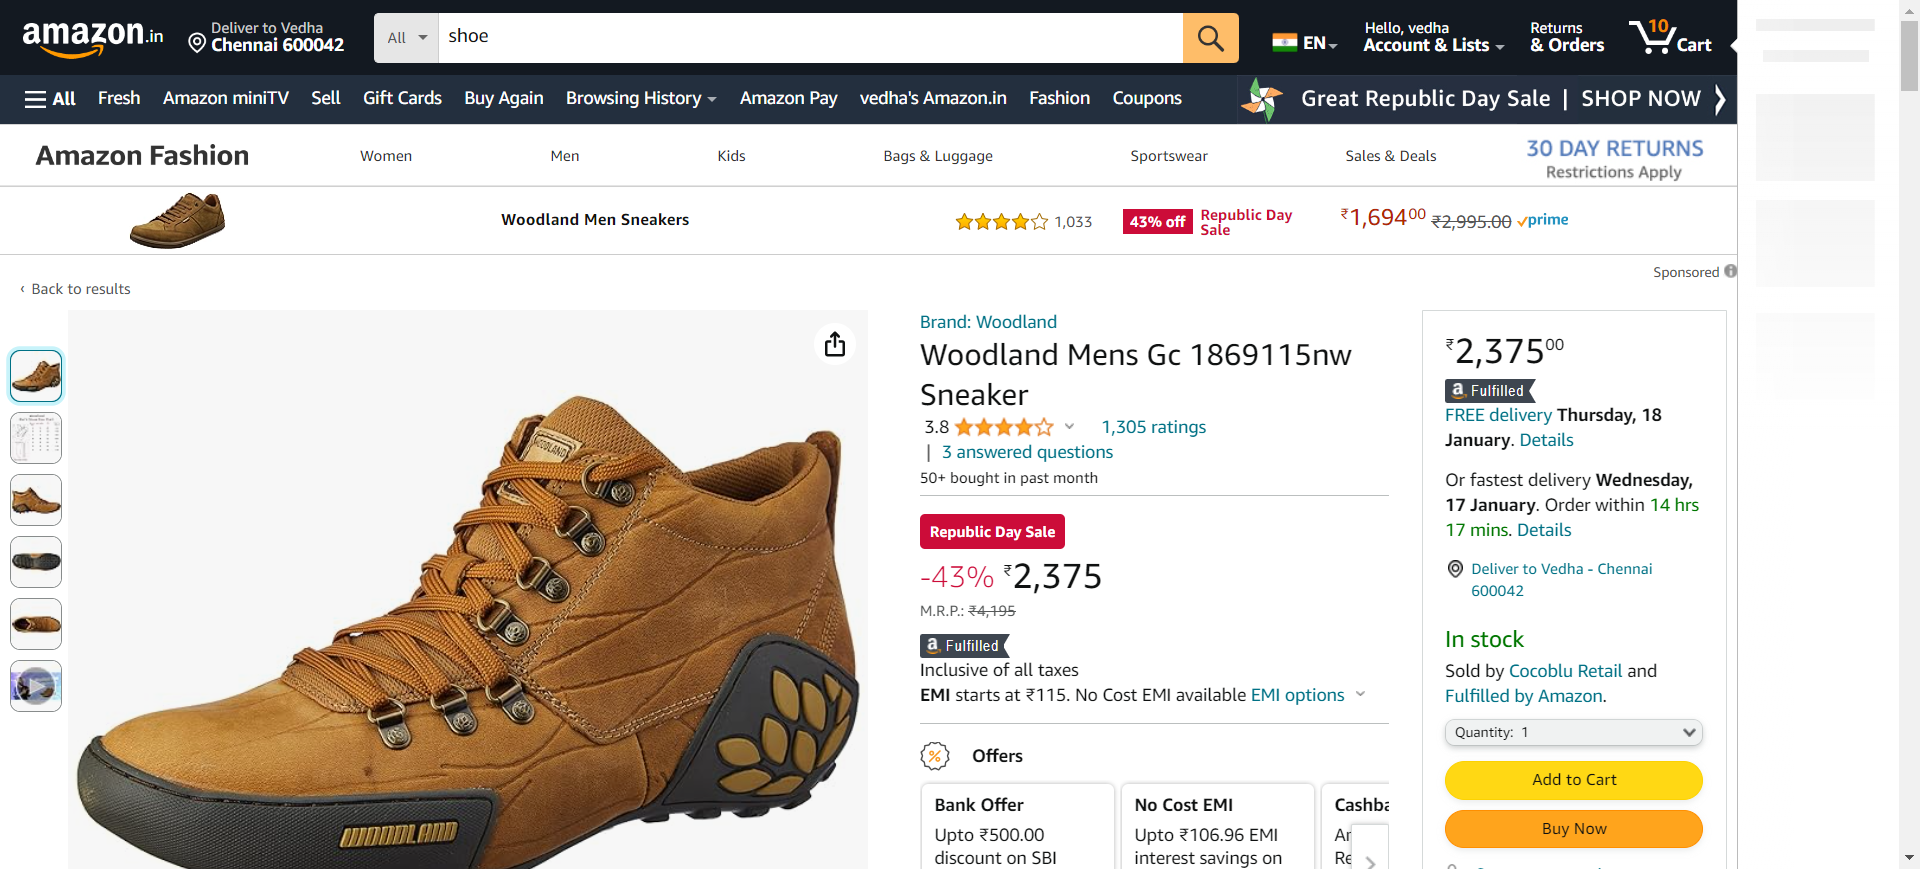 amazon.in
Deliver to Vedha
Chennai 600042
All
shoe
EN
Hello, vedha
Account & Lists
Returns
& Orders
10
Cart
All
Fresh
Amazon miniTV
Sell
Gift Cards
Buy Again
Browsing History
Amazon Pay
vedha's Amazon.in
Fashion
Coupons
Great Republic Day Sale | SHOP NOW
Amazon Fashion
Women
Men
Kids
Bags & Luggage
Sportswear
Sales & Deals
30 DAY RETURNS
Restrictions Apply
Woodland Men Sneakers
1,033
43% off
Republic Day
Sale
₹1,694.00
₹2,995.00
prime
Sponsored
‹ Back to results
Brand: Woodland
Woodland Mens Gc 1869115nw
Sneaker
3.8
1,305 ratings
| 3 answered questions
50+ bought in past month
Republic Day Sale
-43% ₹2,375
M.R.P.: ₹4,195
a Fulfilled
Inclusive of all taxes
EMI starts at ₹115. No Cost EMI available EMI options
Offers
Bank Offer
Upto ₹500.00
discount on SBI
No Cost EMI
Upto ₹106.96 EMI
interest savings on
Cashba
Re
WOODLAND
WOODLAND
₹2,375.00
a Fulfilled
FREE delivery Thursday, 18
January. Details
Or fastest delivery Wednesday,
17 January. Order within 14 hrs
17 mins. Details
Deliver to Vedha - Chennai
600042
In stock
Sold by Cocoblu Retail and
Fulfilled by Amazon.
Quantity: 1
Add to Cart
Buy Now